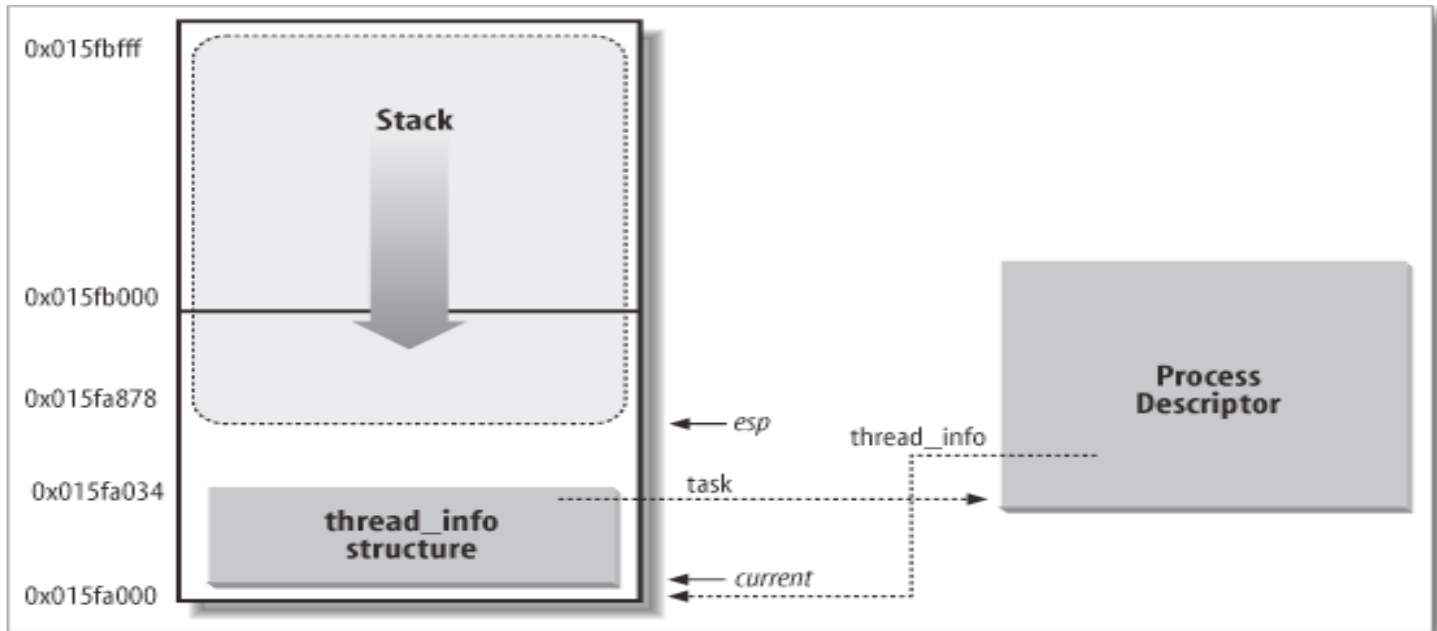 0x015fbfff
Stack
0x015fb000
0x015fa878
esp
Process
Descriptor
thread_info
0x015fa034
task
thread_info
structure
current
0x015fa000